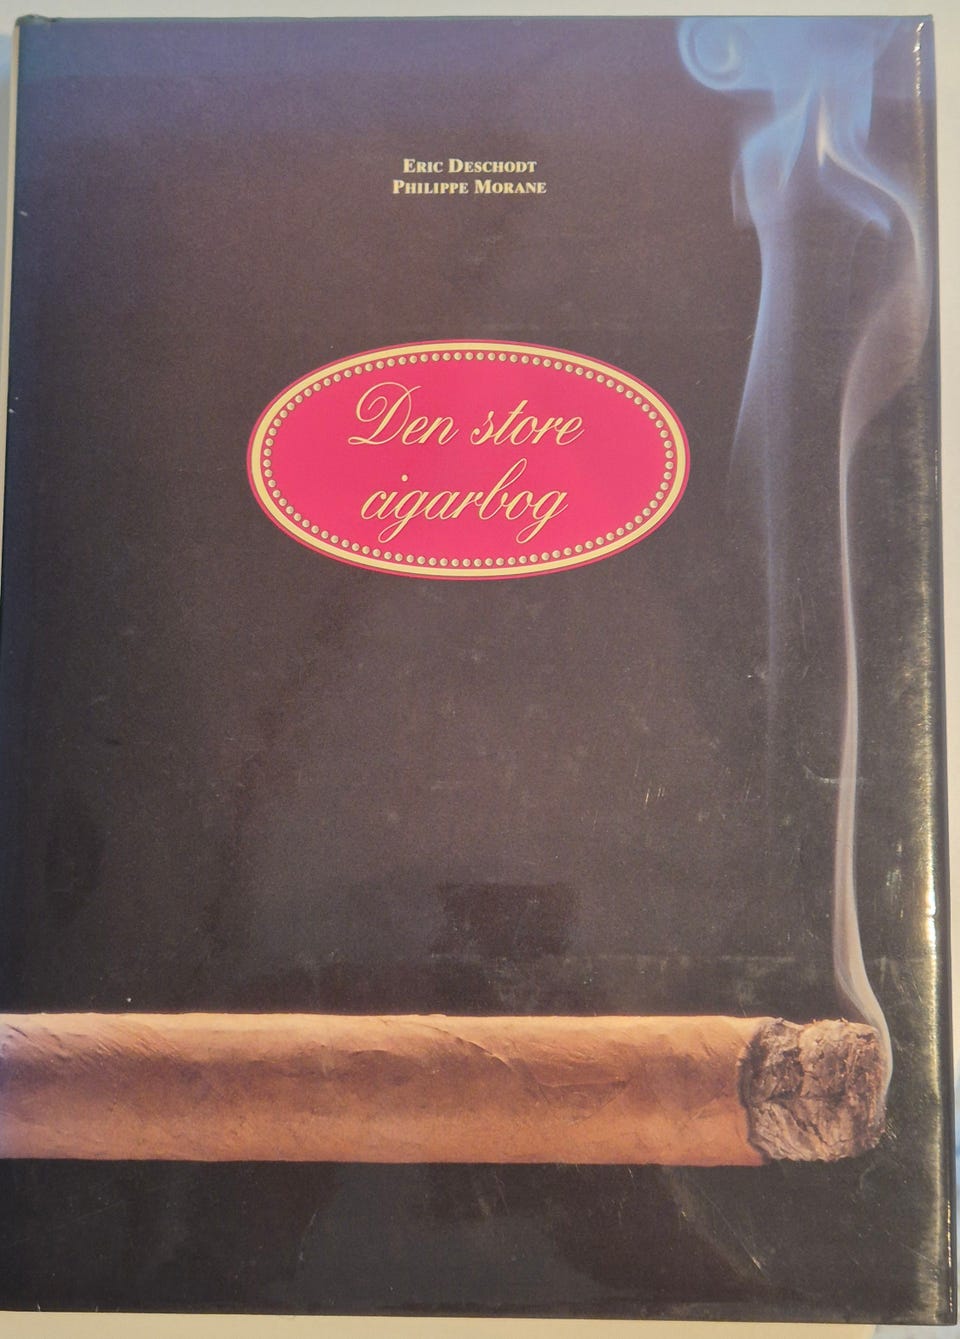 Eric Deschodt
Philippe Morane
Den store
cigarbog